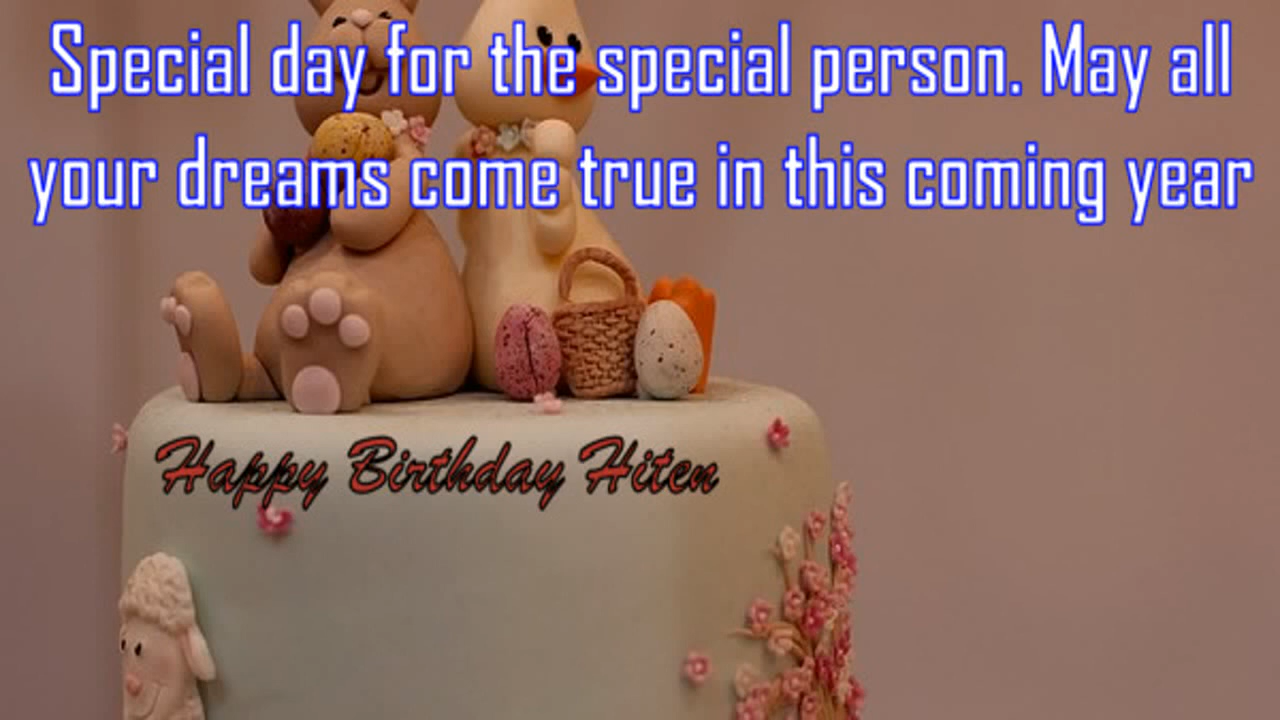 Special day for the special person. May all
your dreams come true in this coming year
Happy Birthday Hiten